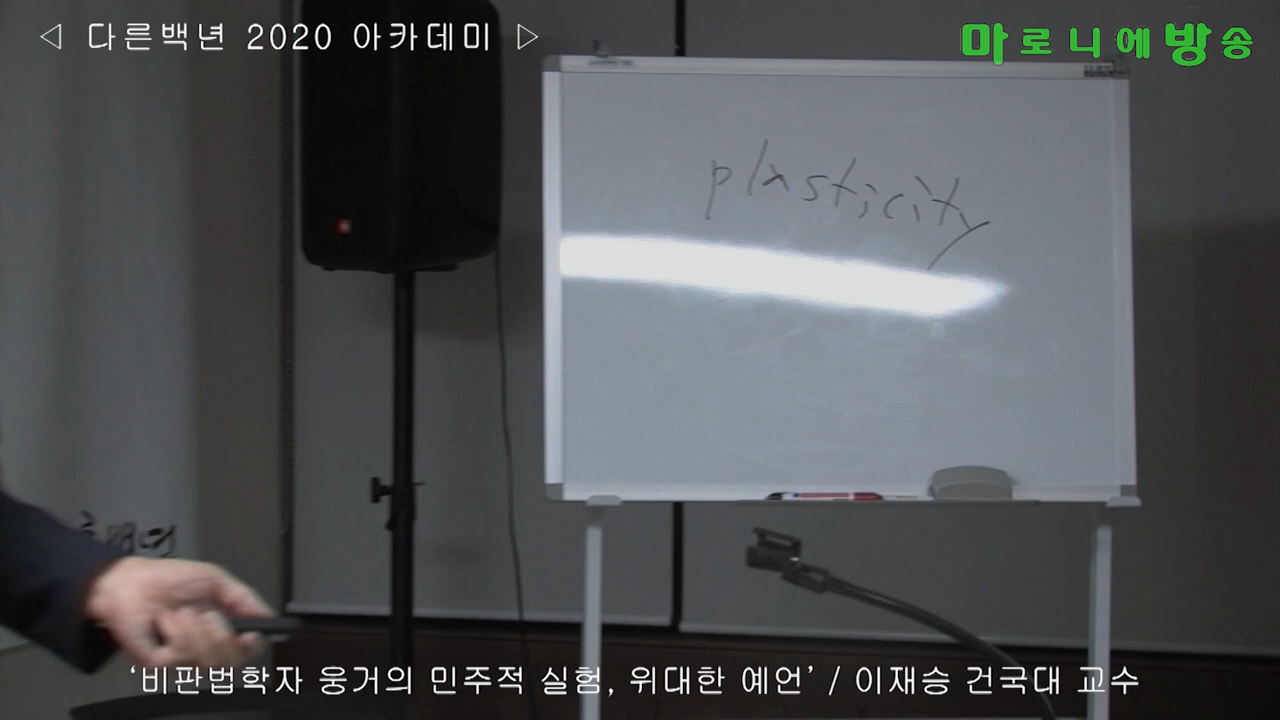 ◁ 다른백년 2020 아카데미 ▷
마로니에방송
plasticity
‘비판법학자 웅거의 민주적 실험, 위대한 예언’ / 이재승 건국대 교수